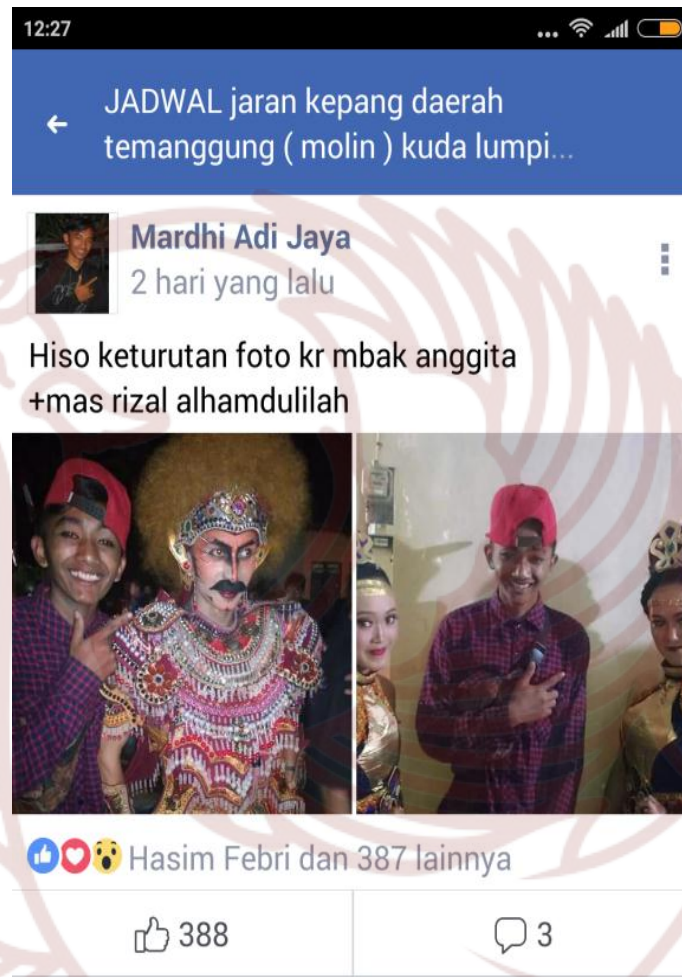 12:27
JADWAL jaran kepang daerah
temanggung ( molin ) kuda lumpi...
Mardhi Adi Jaya
2 hari yang lalu
Hiso keturutan foto kr mbak anggita
+mas rizal alhamdulilah
Hasim Febri dan 387 lainnya
388
3